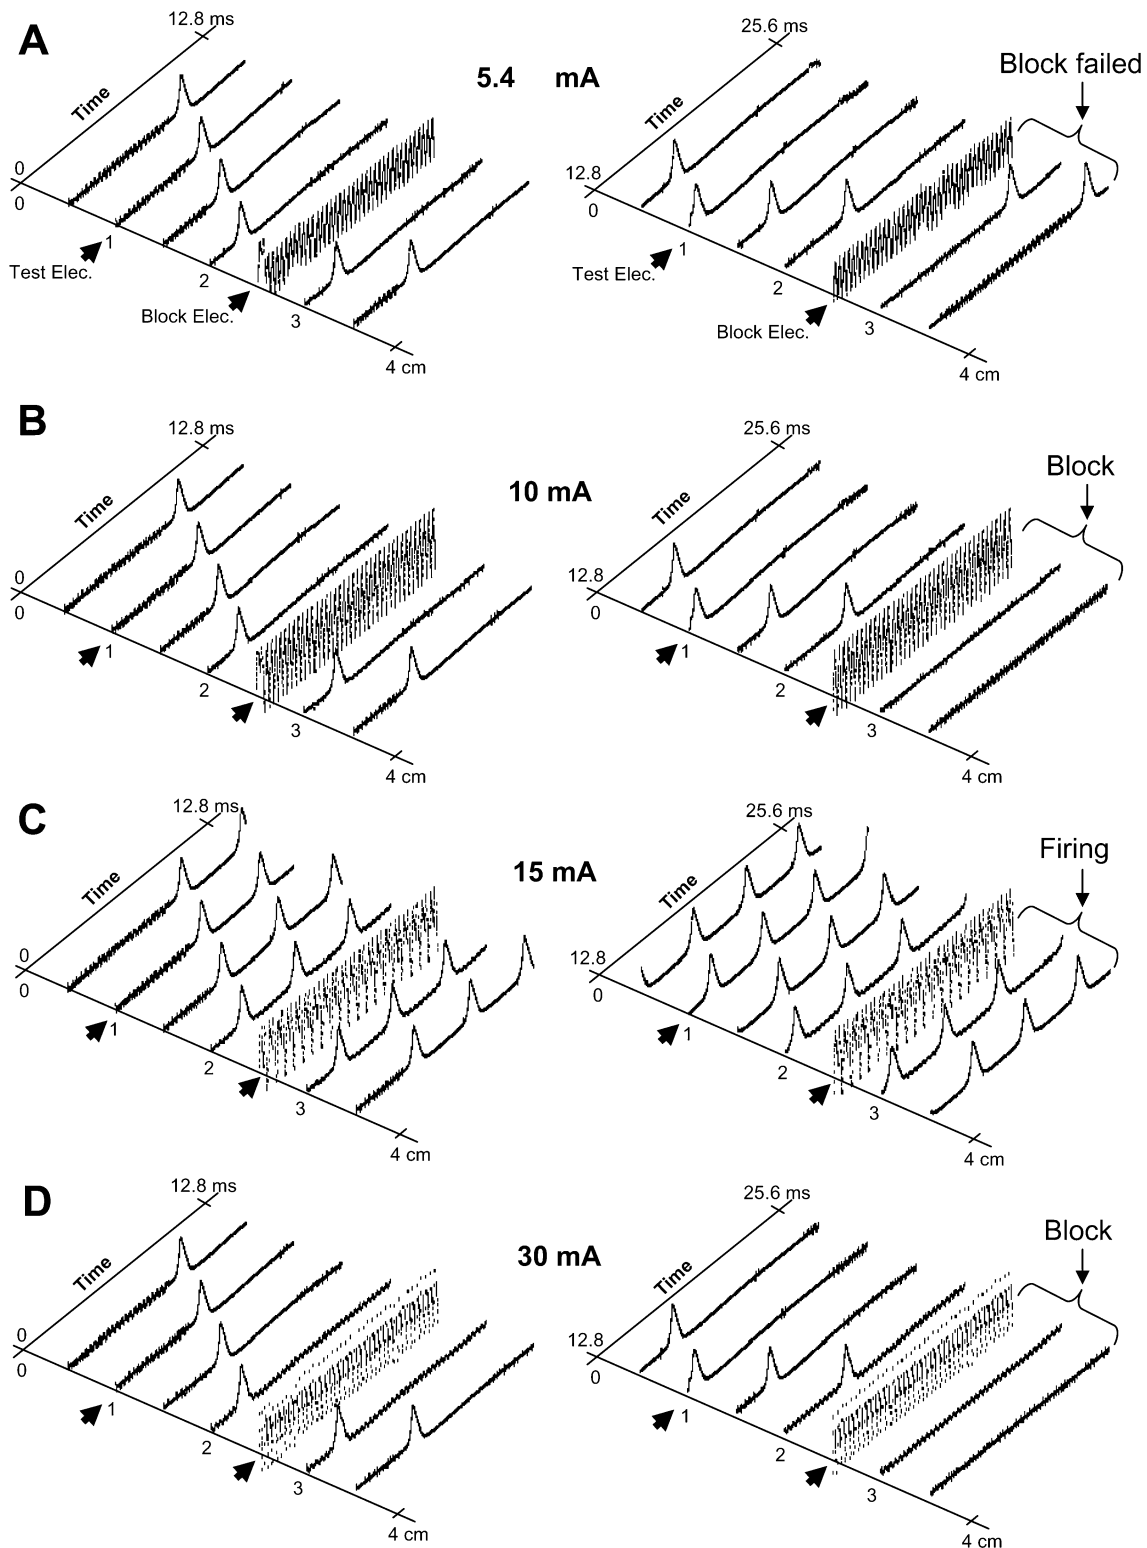 A
12.8 ms
Time
0
0
1
2
3
4 cm
Test Elec.
Block Elec.
5.4 mA
25.6 ms
Time
12.8
0
1
2
3
4 cm
Test Elec.
Block Elec.
Block failed
B
12.8 ms
Time
0
0
1
2
3
4 cm
10 mA
25.6 ms
Time
12.8
0
1
2
3
4 cm
Block
C
12.8 ms
Time
0
0
1
2
3
4 cm
15 mA
25.6 ms
Time
12.8
0
1
2
3
4 cm
Firing
D
12.8 ms
Time
0
0
1
2
3
4 cm
30 mA
25.6 ms
Time
12.8
0
1
2
3
4 cm
Block